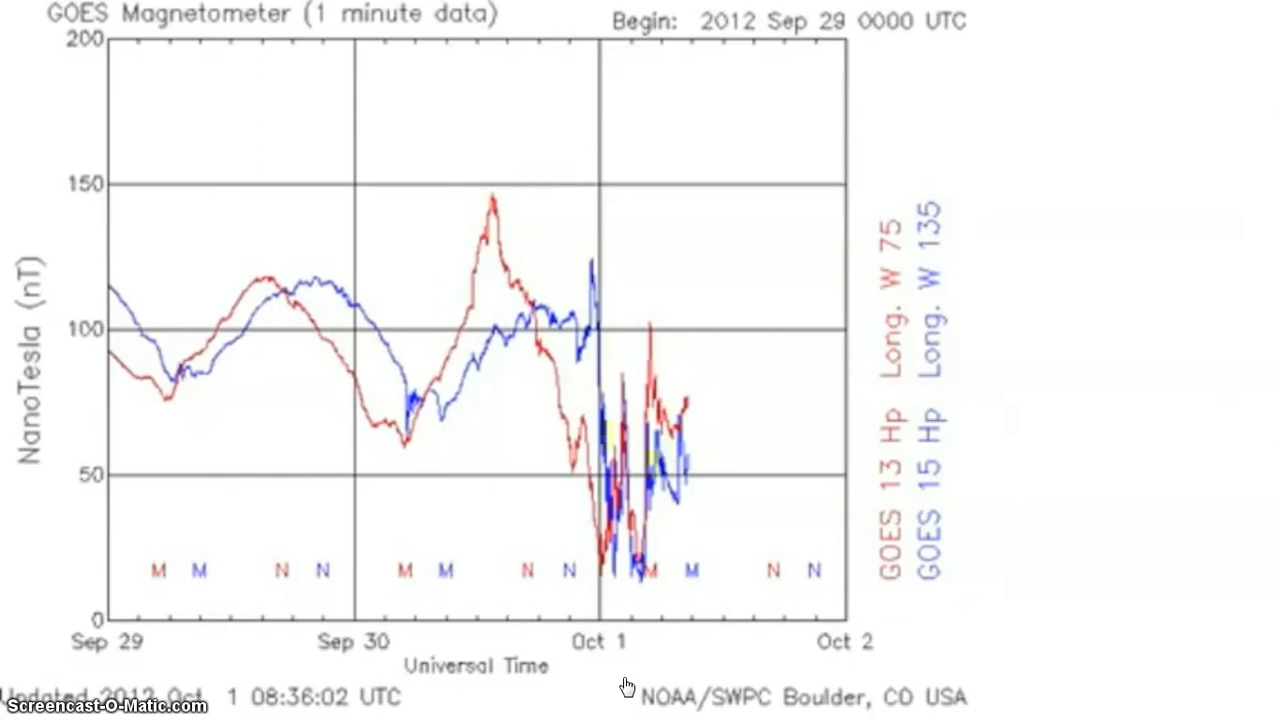 GOES Magnetometer (1 minute data)
Begin: 2012 Sep 29 0000 UTC
200
150
100
50
0
NanoTesla (nT)
M M N N M M N N M M N N
Sep 29 Sep 30 Oct 1 Oct 2
Universal Time
GOES 13 Hp Long. W 75
GOES 15 Hp Long. W 135
Updated 2012 Oct 1 08:36:02 UTC
NOAA/SWPC Boulder, CO USA
Screencast-O-Matic.com